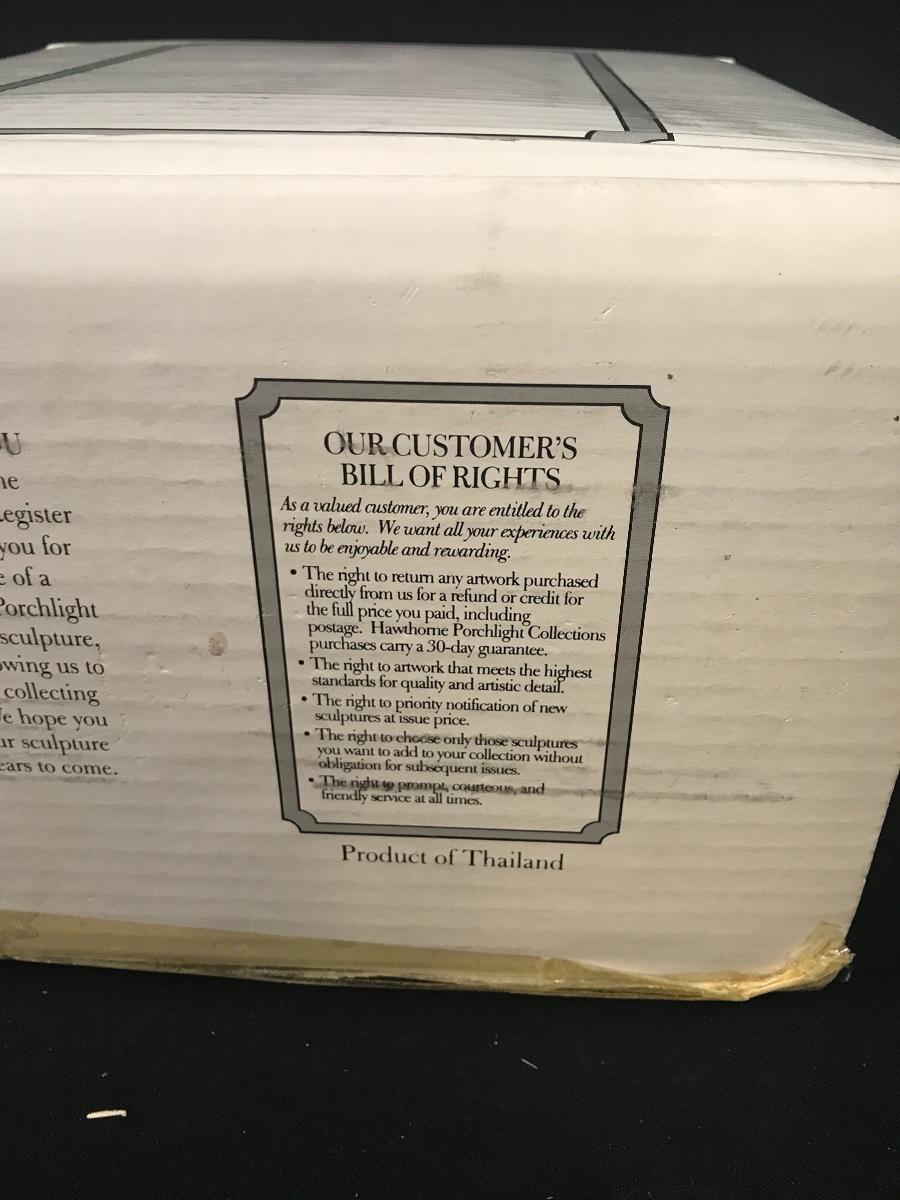 you for
of a
Porchlight
sculpture,
us to
collecting
hope you
sculpture
to come.
OUR CUSTOMER'S
BILL OF RIGHTS
As a valued customer, you are entitled to the
rights below. We want all your experiences with
us to be enjoyable and rewarding.
• The right to return any artwork purchased
directly from us for a refund or credit for
the full price you paid, including
postage. Hawthorne Porchlight Collections
purchases carry a 30-day guarantee.
• The right to artwork that meets the highest
standards for quality and artistic detail.
• The right to priority notification of new
sculptures at issue price.
• The right to choose only those sculptures
you want to add to your collection without
obligation for subsequent issues.
• The right to prompt, courteous, and
friendly service at all times.
Product of Thailand